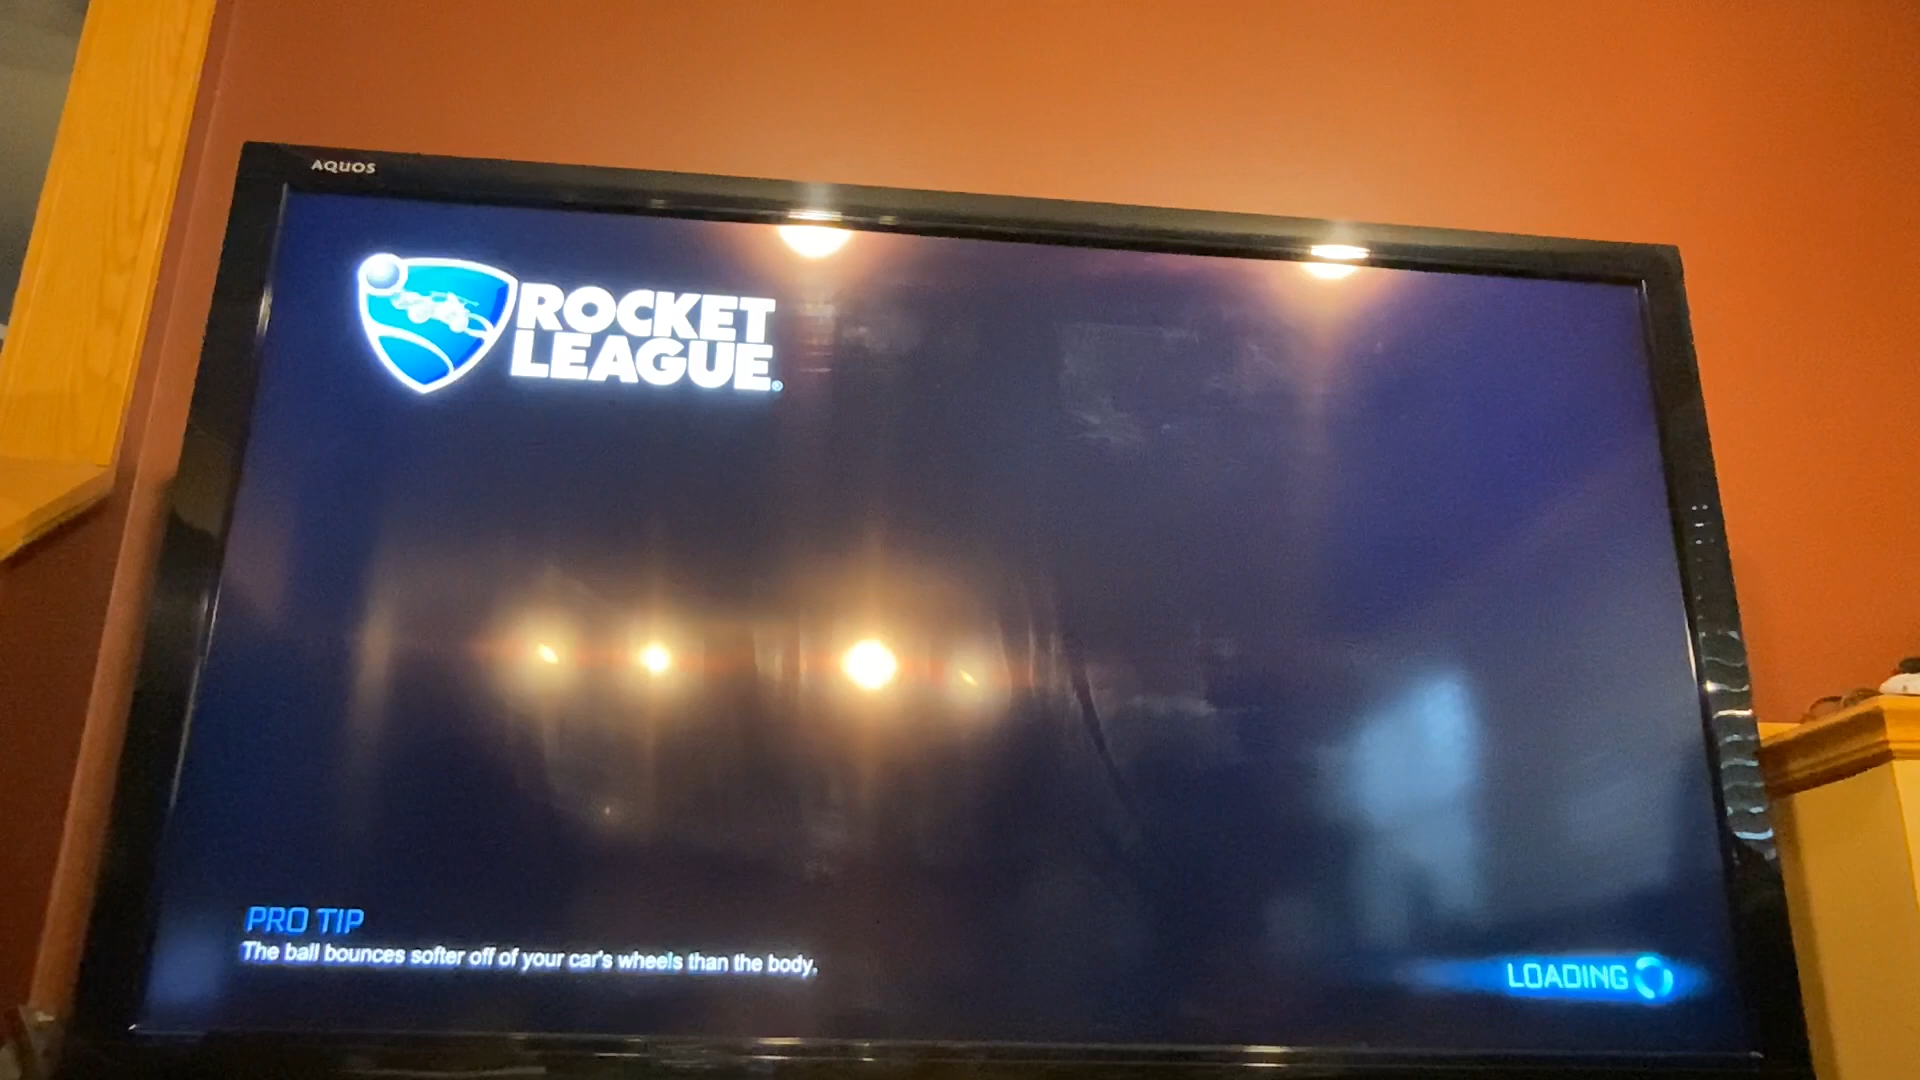 AQUOS
ROCKET
LEAGUE®
PRO TIP
The ball bounces softer off of your car's wheels than the body.
LOADING